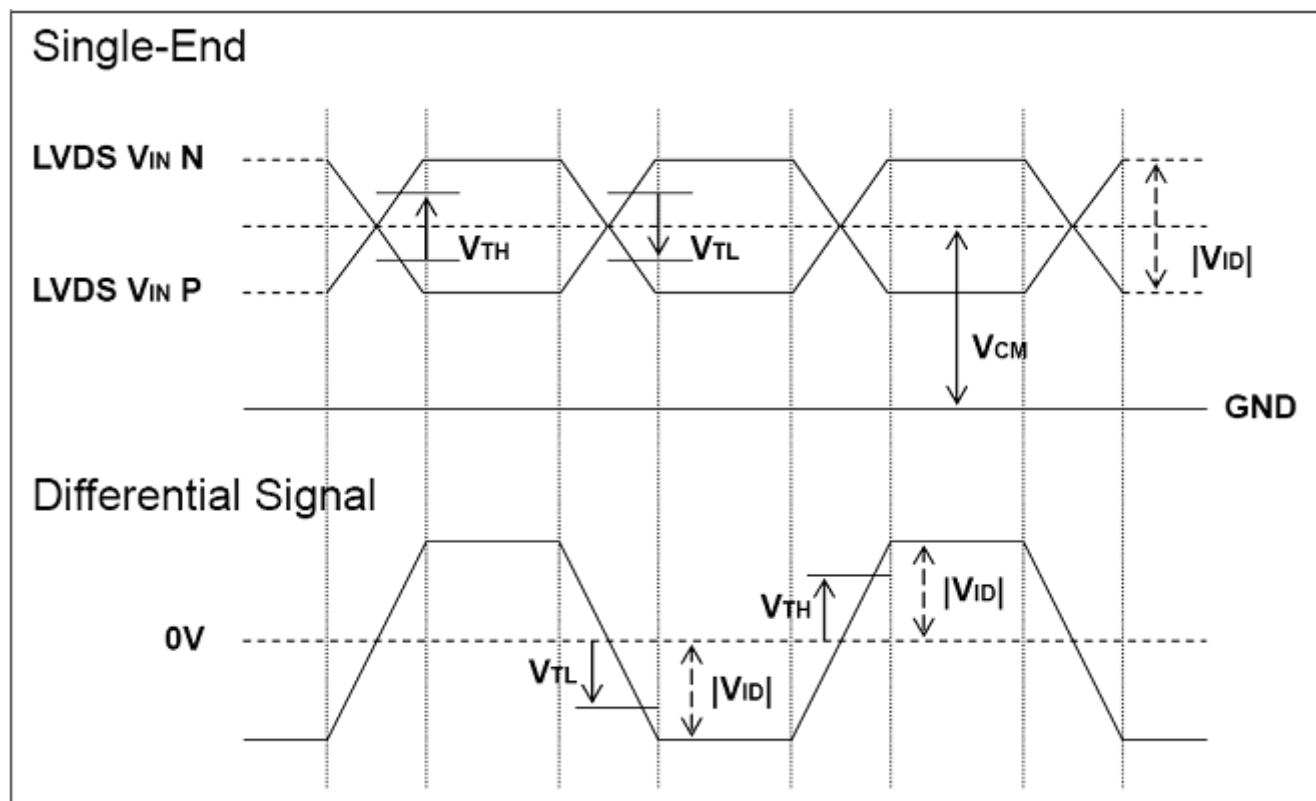 Single-End
LVDS VIN N
VTH
VTL
|VID|
LVDS VIN P
VCM
GND
Differential Signal
VTH
|VID|
0V
VTL
|VID|